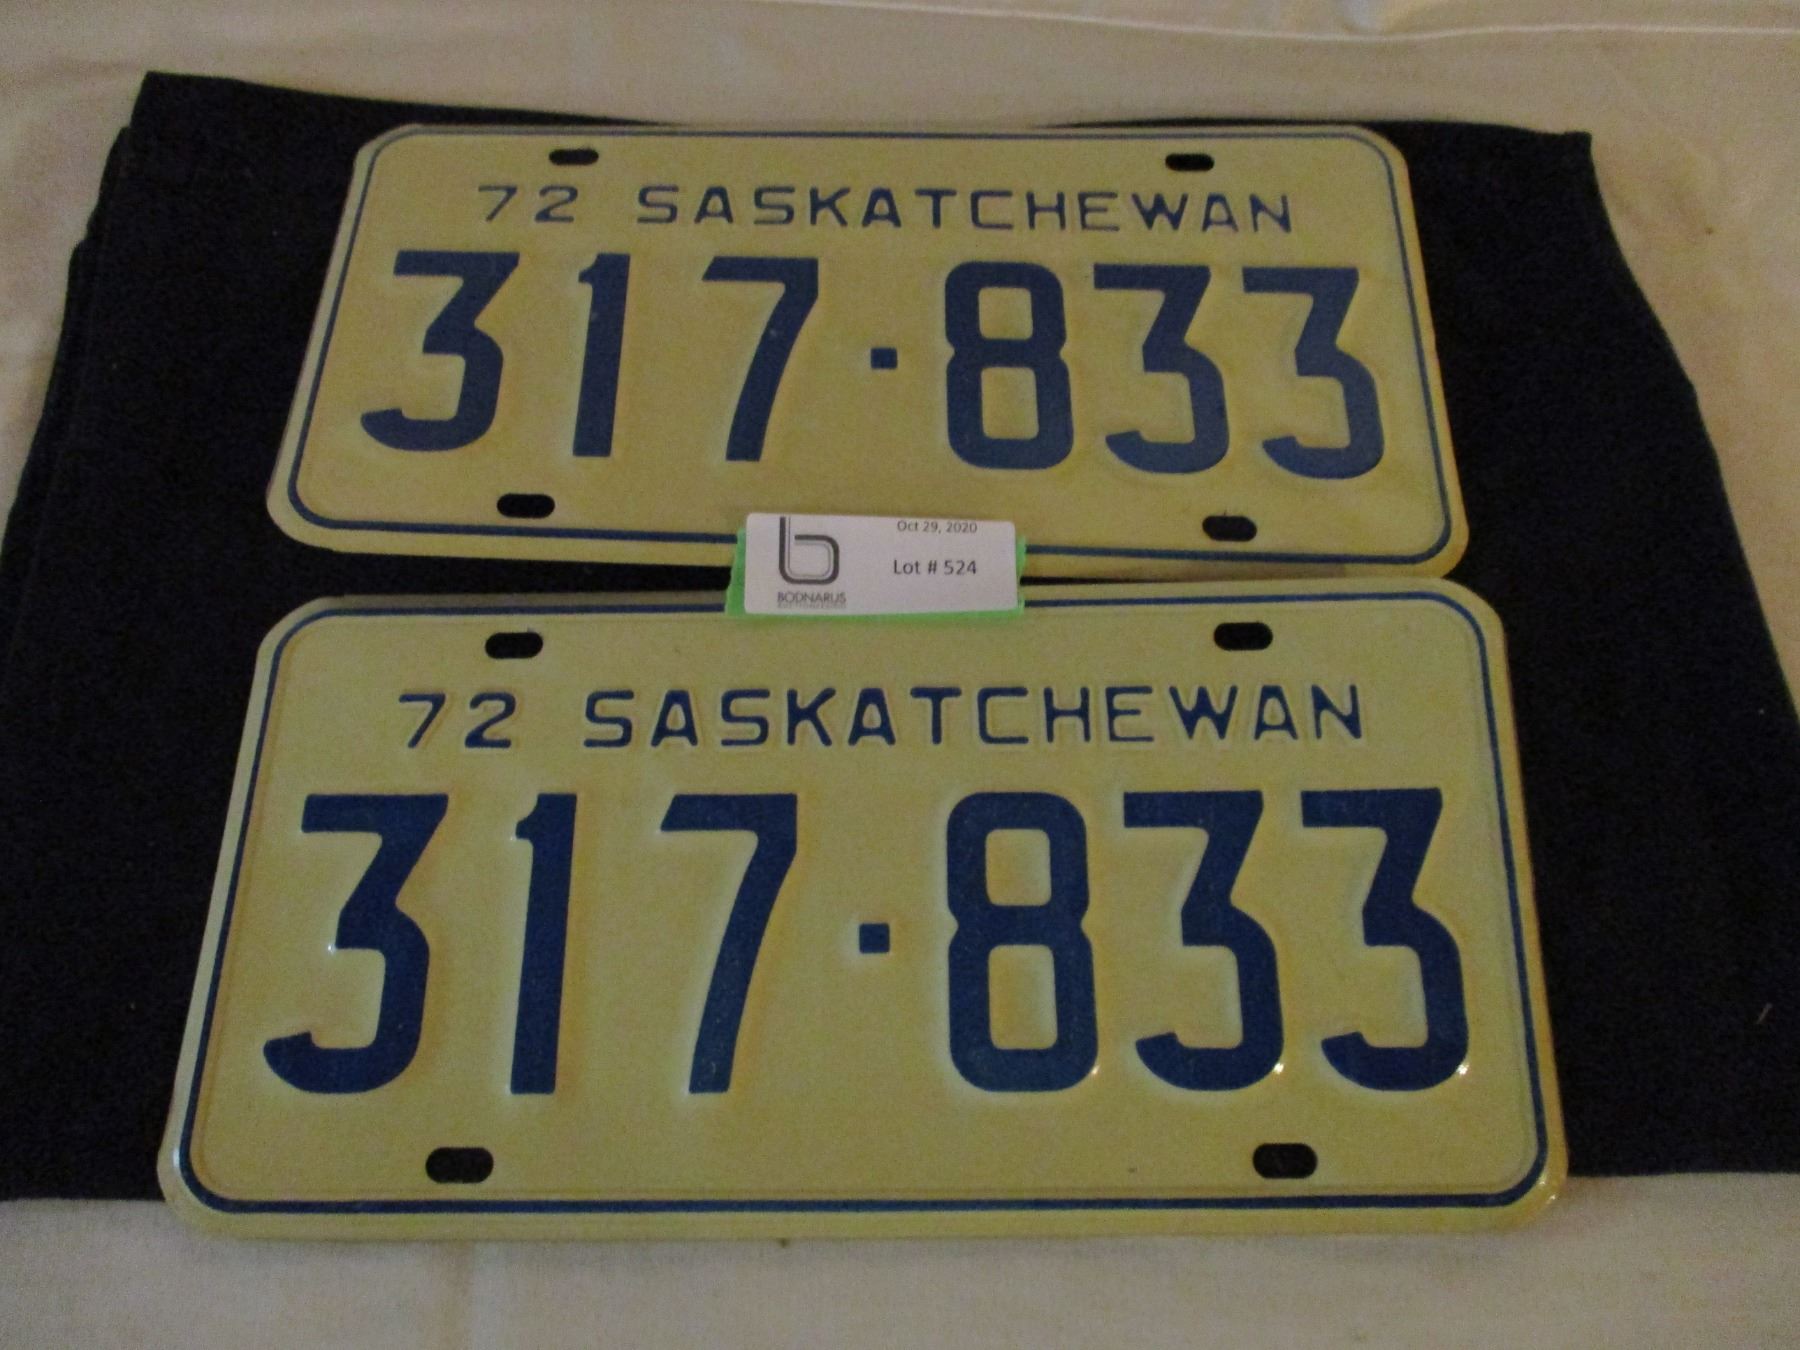 72 SASKATCHEWAN
317·833
Oct 29, 2020
Lot # 524
BODNARUS
72 SASKATCHEWAN
317·833